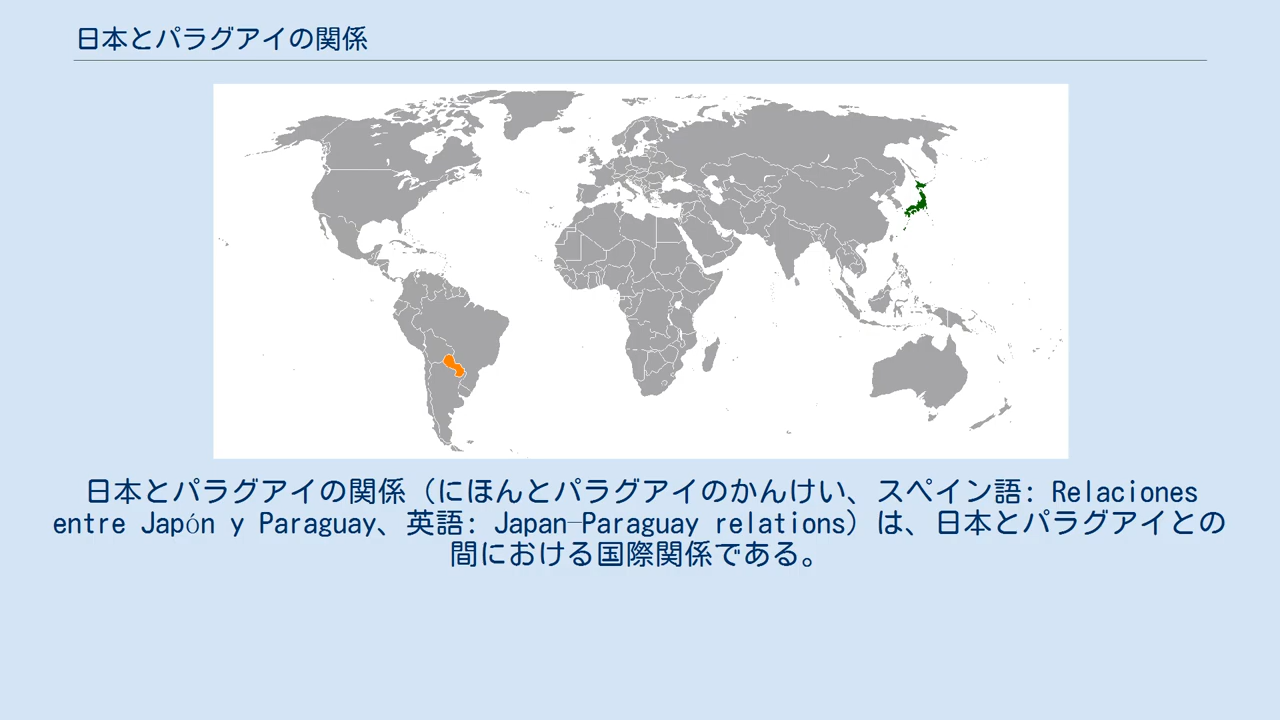 日本とパラグアイの関係
日本とパラグアイの関係（にほんとパラグアイのかんけい、スペイン語: Relaciones
entre Japón y Paraguay、英語: Japan–Paraguay relations）は、日本とパラグアイとの
間における国際関係である。